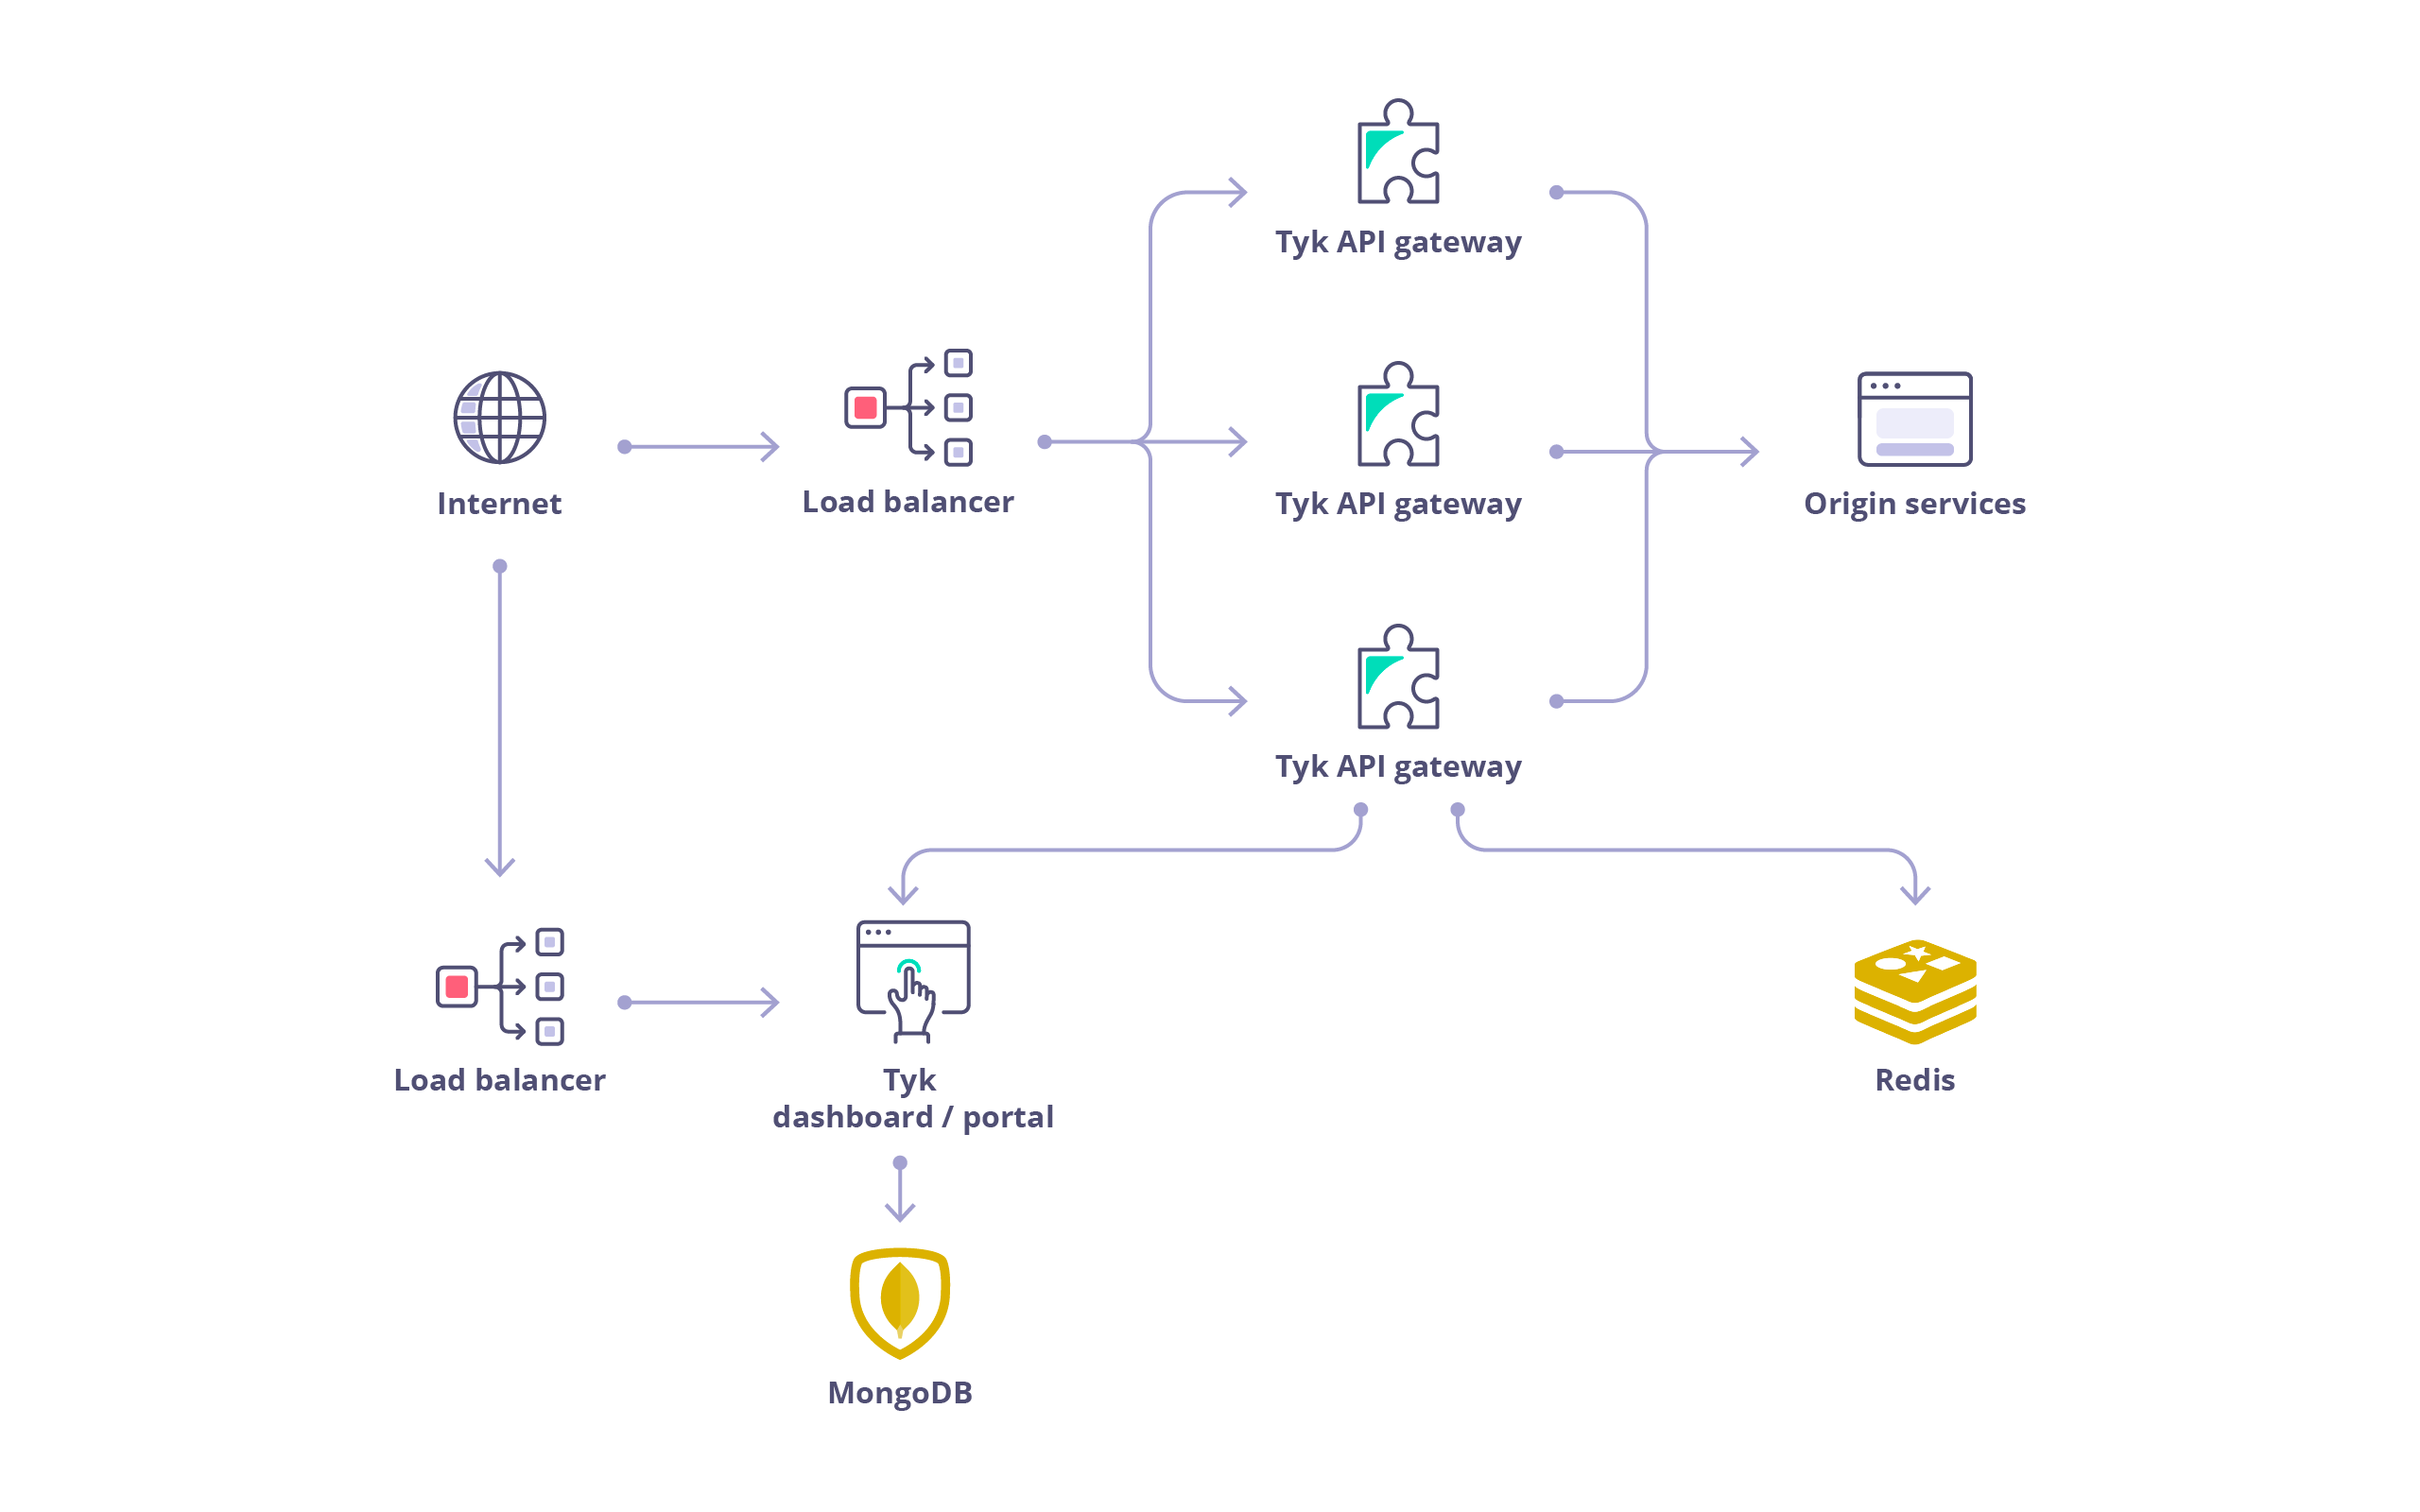 Tyk API gateway
Internet
Load balancer
Tyk API gateway
Origin services
Tyk API gateway
Load balancer
Tyk
dashboard / portal
Redis
MongoDB